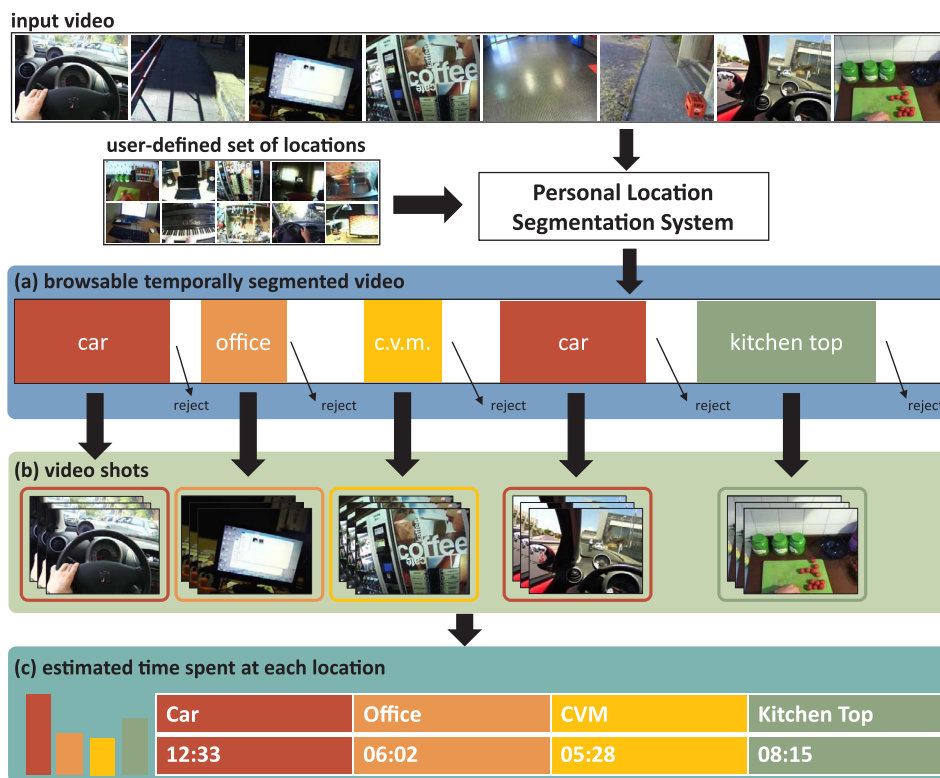 input video
coffee
user-defined set of locations
coffee
Personal Location
Segmentation System
(a) browsable temporally segmented video
car
office
c.v.m.
car
kitchen top
reject
reject
reject
reject
reject
(b) video shots
coffee
(c) estimated time spent at each location
Car
Office
CVM
Kitchen Top
12:33
06:02
05:28
08:15